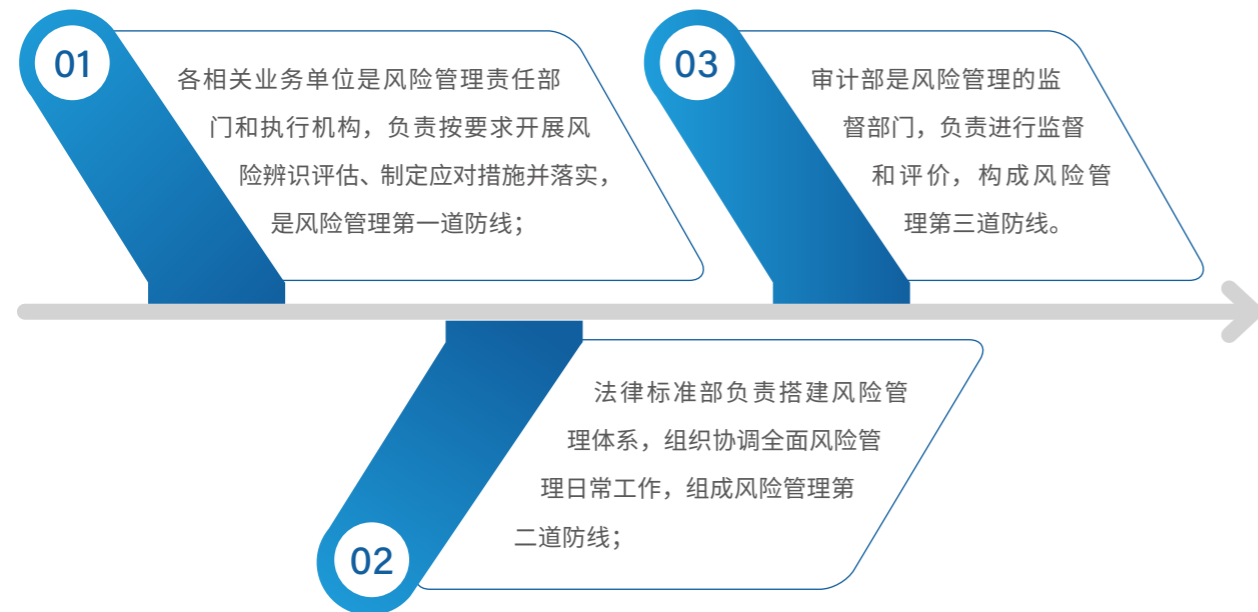 01
各相关业务单位是风险管理责任部
门和执行机构，负责按要求开展风
险辨识评估、制定应对措施并落实，
是风险管理第一道防线；
02
法律标准部负责搭建风险管
理体系，组织协调全面风险管
理日常工作，组成风险管理第
二道防线；
03
审计部是风险管理的监
督部门，负责进行监督
和评价，构成风险管
理第三道防线。